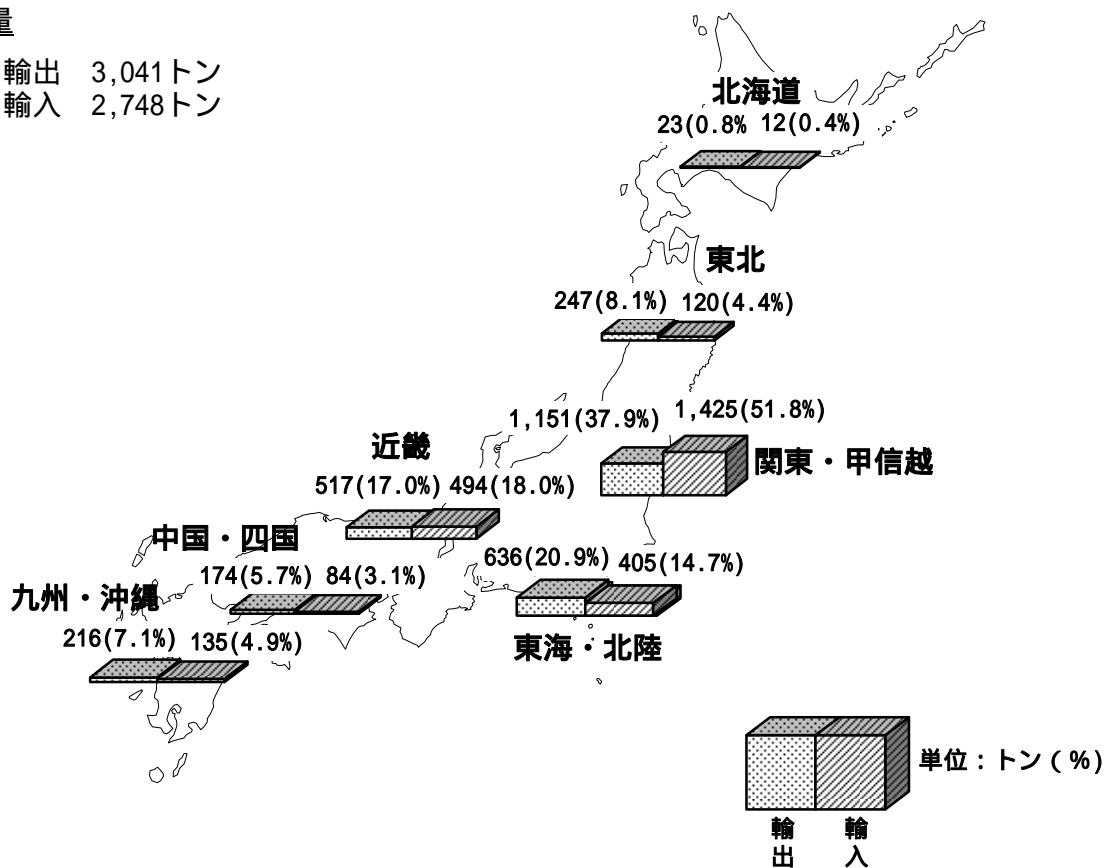 量
輸出 3,041トン
輸入 2,748トン
北海道
23(0.8% 12(0.4%)
東北
247(8.1%) 120(4.4%)
1,151(37.9%) 1,425(51.8%)
関東・甲信越
近畿
517(17.0%) 494(18.0%)
中国・四国
174(5.7%) 84(3.1%)
636(20.9%) 405(14.7%)
東海・北陸
九州・沖縄
216(7.1%) 135(4.9%)
単位：トン（％）
輸出
輸入